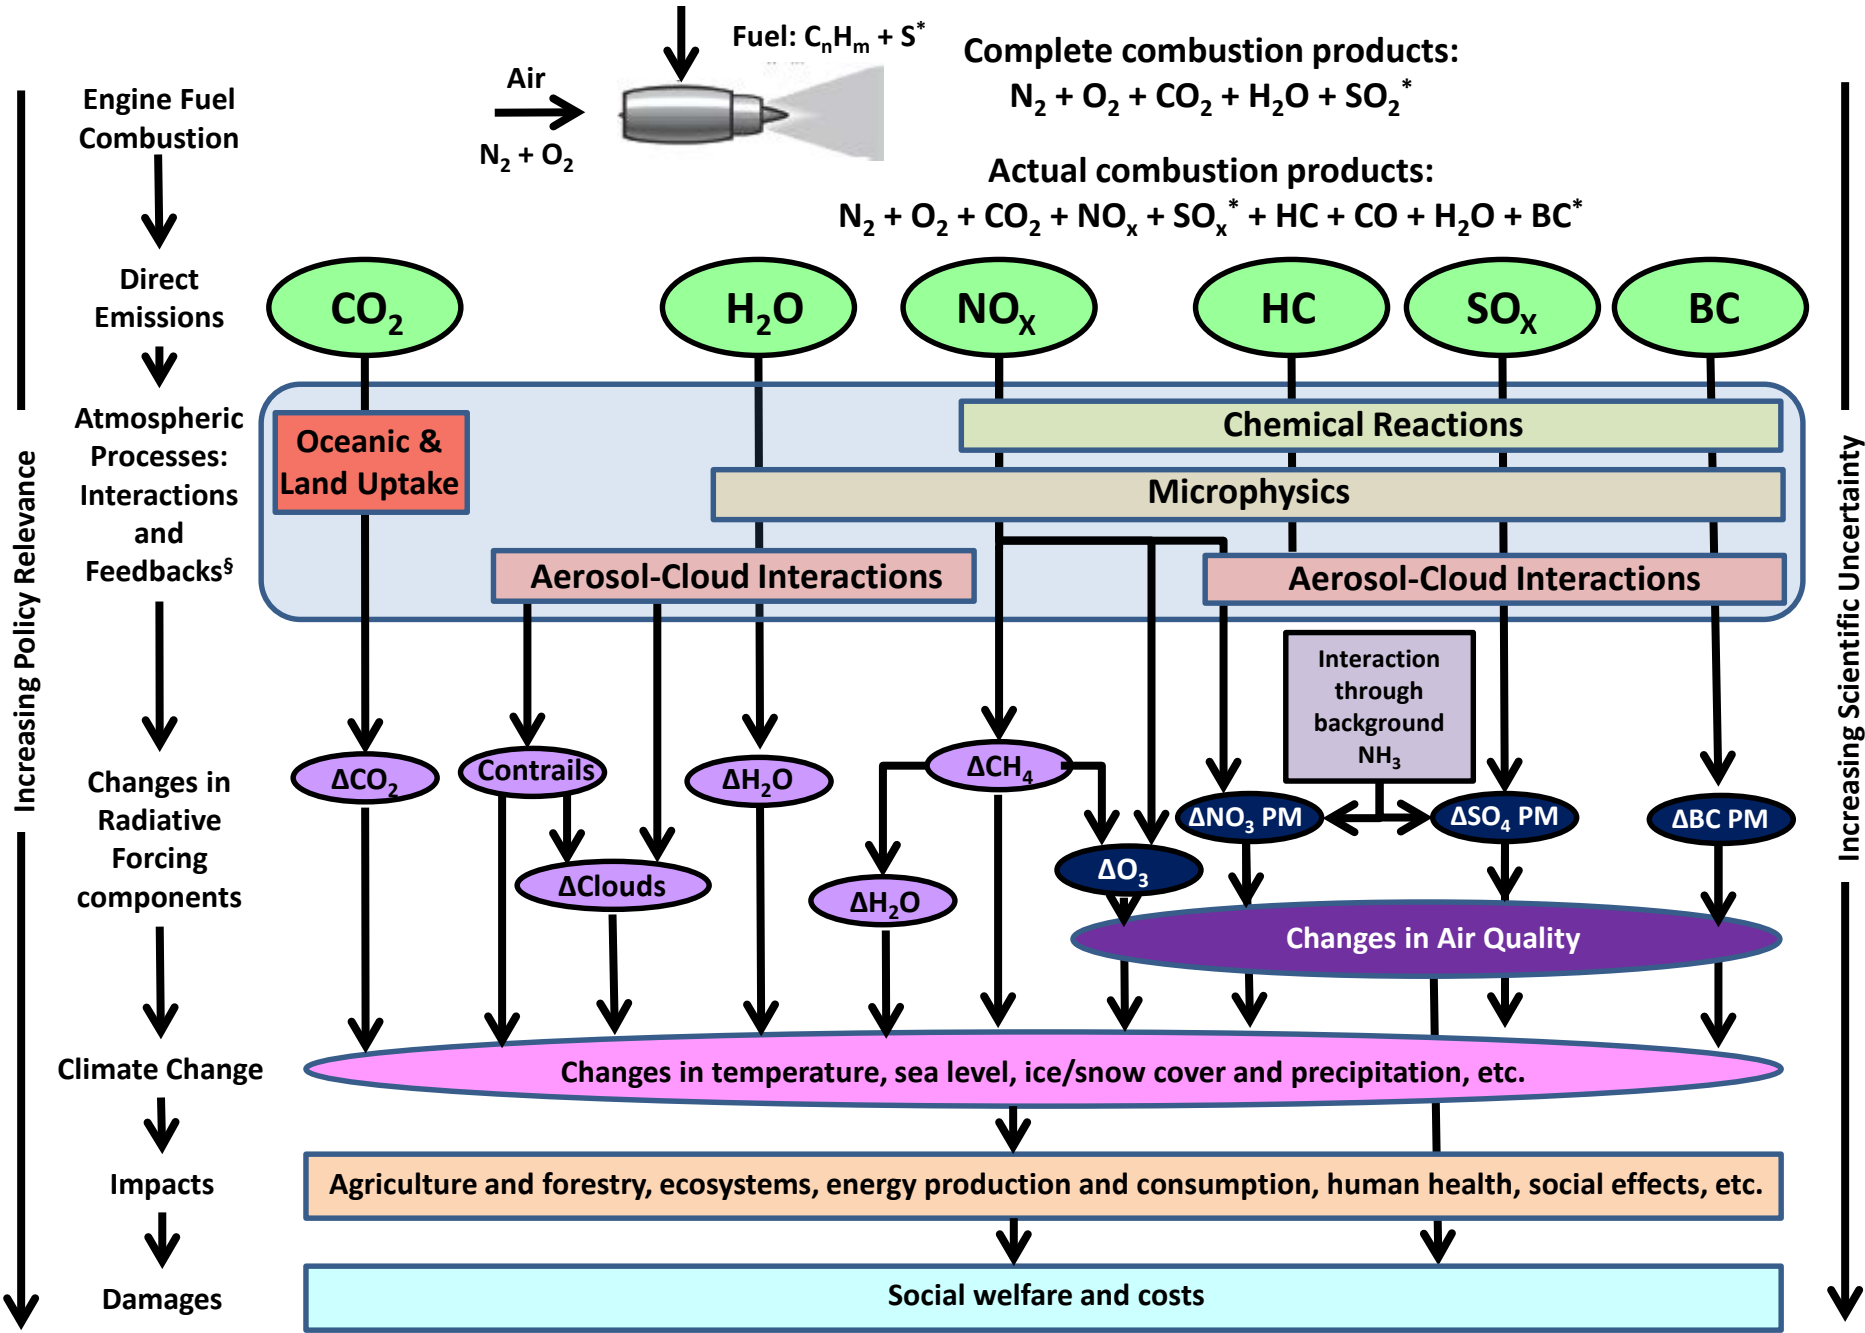 Fuel: CₙHₘ + S*
Air
N₂ + O₂
Complete combustion products:
N₂ + O₂ + CO₂ + H₂O + SO₂*
Actual combustion products:
N₂ + O₂ + CO₂ + NOₓ + SOₓ* + HC + CO + H₂O + BC*
Increasing Policy Relevance
Engine Fuel
Combustion
Direct
Emissions
Atmospheric
Processes:
Interactions
and
Feedbacks§
Changes in
Radiative
Forcing
components
Climate Change
Impacts
Damages
CO₂
H₂O
NOₓ
HC
SOₓ
BC
Oceanic &
Land Uptake
Chemical Reactions
Microphysics
Aerosol-Cloud Interactions
Aerosol-Cloud Interactions
Interaction
through
background
NH₃
ΔCO₂
Contrails
ΔH₂O
ΔCH₄
ΔNO₃ PM
ΔSO₄ PM
ΔBC PM
ΔClouds
ΔH₂O
ΔO₃
Changes in Air Quality
Changes in temperature, sea level, ice/snow cover and precipitation, etc.
Agriculture and forestry, ecosystems, energy production and consumption, human health, social effects, etc.
Social welfare and costs
Increasing Scientific Uncertainty